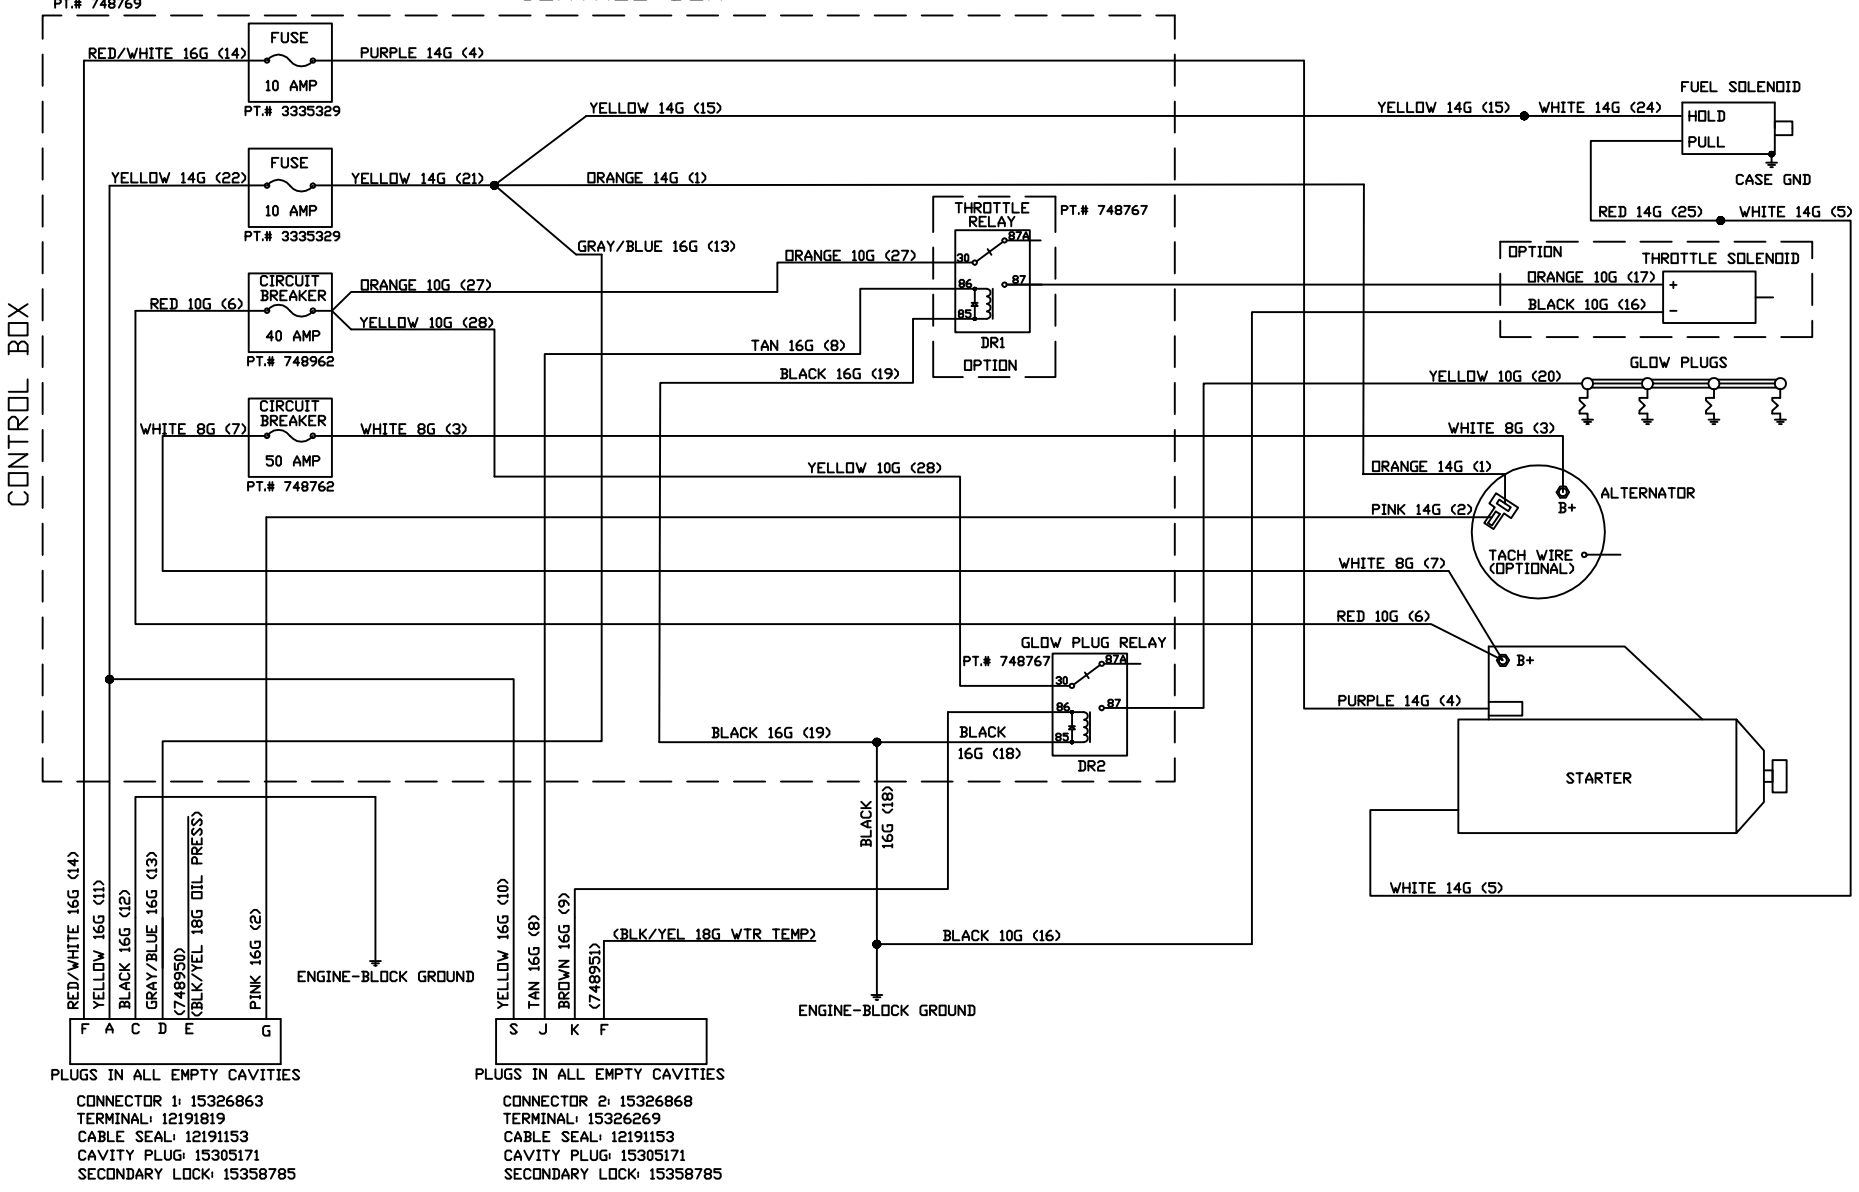 PT.# 748769
FUSE
RED/WHITE 16G (14)
PURPLE 14G (4)
10 AMP
PT.# 3335329
FUEL SOLENOID
YELLOW 14G (15)
YELLOW 14G (15)
WHITE 14G (24)
HOLD
PULL
CASE GND
FUSE
YELLOW 14G (22)
YELLOW 14G (21)
ORANGE 14G (1)
10 AMP
PT.# 3335329
THROTTLE
RELAY
PT.# 748767
RED 14G (25)
WHITE 14G (5)
GRAY/BLUE 16G (13)
87A
ORANGE 10G (27)
30
OPTION
THROTTLE SOLENOID
CIRCUIT
BREAKER
ORANGE 10G (27)
86
87
ORANGE 10G (17)
+
RED 10G (6)
BLACK 10G (16)
-
85
YELLOW 10G (28)
40 AMP
DR1
TAN 16G (8)
PT.# 748962
OPTION
GLOW PLUGS
BLACK 16G (19)
YELLOW 10G (20)
CONTROL BOX
CIRCUIT
BREAKER
WHITE 8G (7)
WHITE 8G (3)
WHITE 8G (3)
50 AMP
YELLOW 10G (28)
ORANGE 14G (1)
PT.# 748762
ALTERNATOR
PINK 14G (2)
B+
TACH WIRE
(OPTIONAL)
WHITE 8G (7)
RED 10G (6)
GLOW PLUG RELAY
PT.# 748767
87A
B+
30
PURPLE 14G (4)
86
87
BLACK 16G (19)
BLACK
85
16G (18)
DR2
STARTER
BLACK
16G (18)
WHITE 14G (5)
RED/WHITE 16G (14)
YELLOW 16G (11)
BLACK 16G (12)
GRAY/BLUE 16G (13)
(748950)
(BLK/YEL 18G OIL PRESS)
PINK 16G (2)
YELLOW 16G (10)
TAN 16G (8)
BROWN 16G (9)
(748951)
(BLK/YEL 18G WTR TEMP)
BLACK 10G (16)
ENGINE-BLOCK GROUND
ENGINE-BLOCK GROUND
F A C D E G
S J K F
PLUGS IN ALL EMPTY CAVITIES
PLUGS IN ALL EMPTY CAVITIES
CONNECTOR 1: 15326863
TERMINAL: 12191819
CABLE SEAL: 12191153
CAVITY PLUG: 15305171
SECONDARY LOCK: 15358785
CONNECTOR 2: 15326868
TERMINAL: 15326269
CABLE SEAL: 12191153
CAVITY PLUG: 15305171
SECONDARY LOCK: 15358785